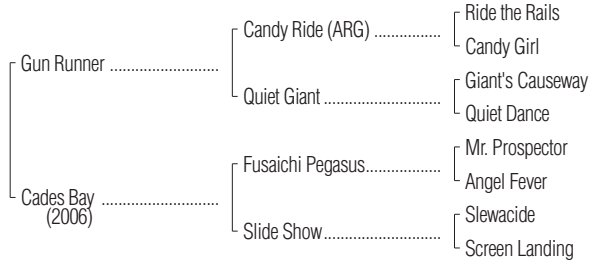 Ride the Rails
Candy Ride (ARG) ................
Candy Girl
Gun Runner ..........................
Giant's Causeway
Quiet Giant ............................
Quiet Dance
Mr. Prospector
Fusaichi Pegasus..................
Angel Fever
Cades Bay ............................
(2006)
Slewacide
Slide Show............................
Screen Landing